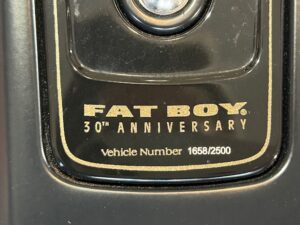 FAT BOY®
30TH ANNIVERSARY
Vehicle Number 1658/2500